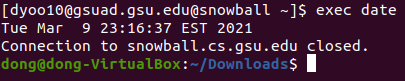 [dyoo10@gsuad.gsu.edu@snowball ~]$ exec date
Tue Mar  9 23:16:37 EST 2021
Connection to snowball.cs.gsu.edu closed.
dong@dong-VirtualBox:~/Downloads$